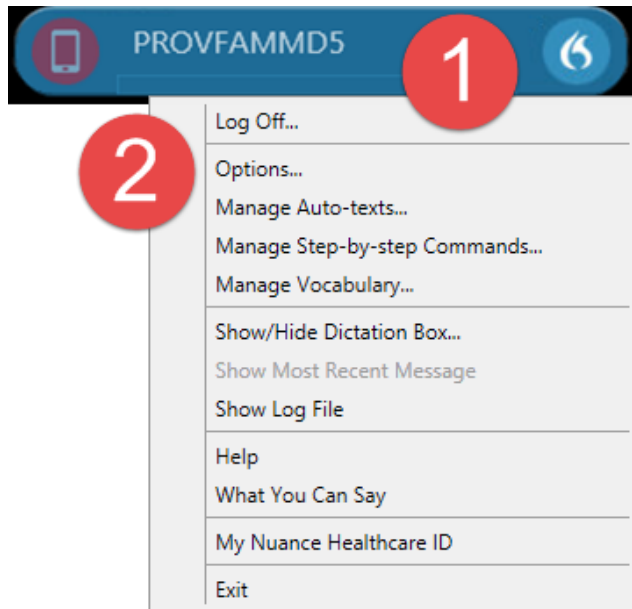 PROVFAMMD5
1
Log Off...
2
Options...
Manage Auto-texts...
Manage Step-by-step Commands...
Manage Vocabulary...
Show/Hide Dictation Box...
Show Most Recent Message
Show Log File
Help
What You Can Say
My Nuance Healthcare ID
Exit